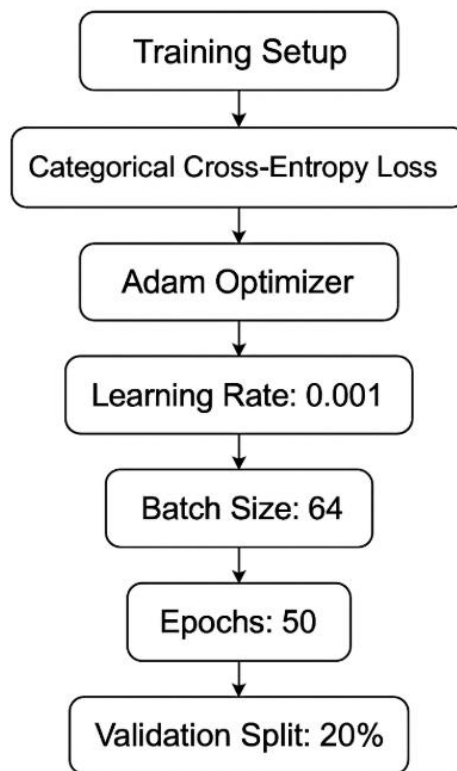 Training Setup
Categorical Cross-Entropy Loss
Adam Optimizer
Learning Rate: 0.001
Batch Size: 64
Epochs: 50
Validation Split: 20%